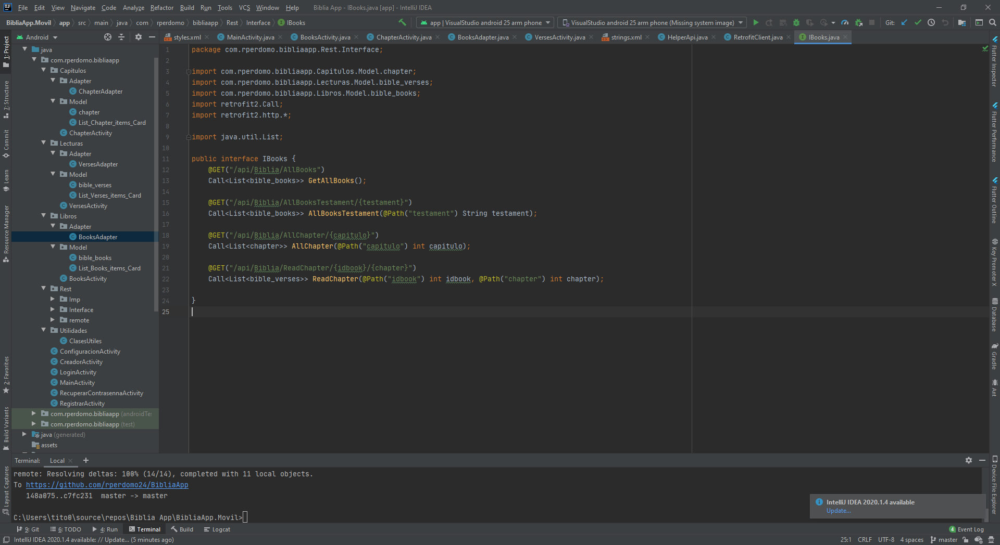 File Edit View Navigate Code Analyze Refactor Build Run Tools VCS Window Help Biblia App - IBooks.java [app] - IntelliJ IDEA
BibliaApp.Movil app src main java com rperdomo bibliaapp Rest Interface IBooks app | VisualStudio android 25 arm phone VisualStudio android 25 arm phone (Missing system image) Git:
Android
styles.xml MainActivity.java BooksActivity.java ChapterActivity.java BooksAdapter.java VersesActivity.java strings.xml HelperApi.java RetrofitClient.java IBooks.java
1: Project
7: Structure
Commit
Learn
Resource Manager
2: Favorites
Build Variants
Layout Captures
java
com.rperdomo.bibliaapp
Capitulos
Adapter
ChapterAdapter
Model
chapter
List_Chapter_items_Card
ChapterActivity
Lecturas
Adapter
VersesAdapter
Model
bible_verses
List_Verses_items_Card
VersesActivity
Libros
Adapter
BooksAdapter
Model
bible_books
List_Books_items_Card
BooksActivity
Rest
Imp
Interface
remote
Utilidades
ClasesUtiles
ConfiguracionActivity
CreadorActivity
LoginActivity
MainActivity
RecuperarContrasennaActivity
RegistrarActivity
com.rperdomo.bibliaapp (androidTe
com.rperdomo.bibliaapp (test)
java (generated)
assets
1 package com.rperdomo.bibliaapp.Rest.Interface;
2
3 import com.rperdomo.bibliaapp.Capitulos.Model.chapter;
4 import com.rperdomo.bibliaapp.Lecturas.Model.bible_verses;
5 import com.rperdomo.bibliaapp.Libros.Model.bible_books;
6 import retrofit2.Call;
7 import retrofit2.http.*;
8
9 import java.util.List;
10
11 public interface IBooks {
12 @GET("/api/Biblia/AllBooks")
13 Call<List<bible_books>> GetAllBooks();
14
15 @GET("/api/Biblia/AllBooksTestament/{testament}")
16 Call<List<bible_books>> AllBooksTestament(@Path("testament") String testament);
17
18 @GET("/api/Biblia/AllChapter/{capitulo}")
19 Call<List<chapter>> AllChapter(@Path("capitulo") int capitulo);
20
21 @GET("/api/Biblia/ReadChapter/{idbook}/{chapter}")
22 Call<List<bible_verses>> ReadChapter(@Path("idbook") int idbook, @Path("chapter") int chapter);
23
24 }
25
Flutter Inspector
Flutter Performance
Flutter Outline
Key Promoter X
Database
Gradle
Ant
Device File Explorer
Terminal: Local
remote: Resolving deltas: 100% (14/14), completed with 11 local objects.
To https://github.com/rperdomo24/BibliaApp
148a075..c7fc231 master -> master
C:\Users\tito0\source\repos\Biblia App\BibliaApp.Movil>
IntelliJ IDEA 2020.1.4 available
Update...
9: Git 6: TODO 4: Run Terminal Build Logcat 4 Event Log
IntelliJ IDEA 2020.1.4 available: // Update... (5 minutes ago) 25:1 CRLF UTF-8 4 spaces master